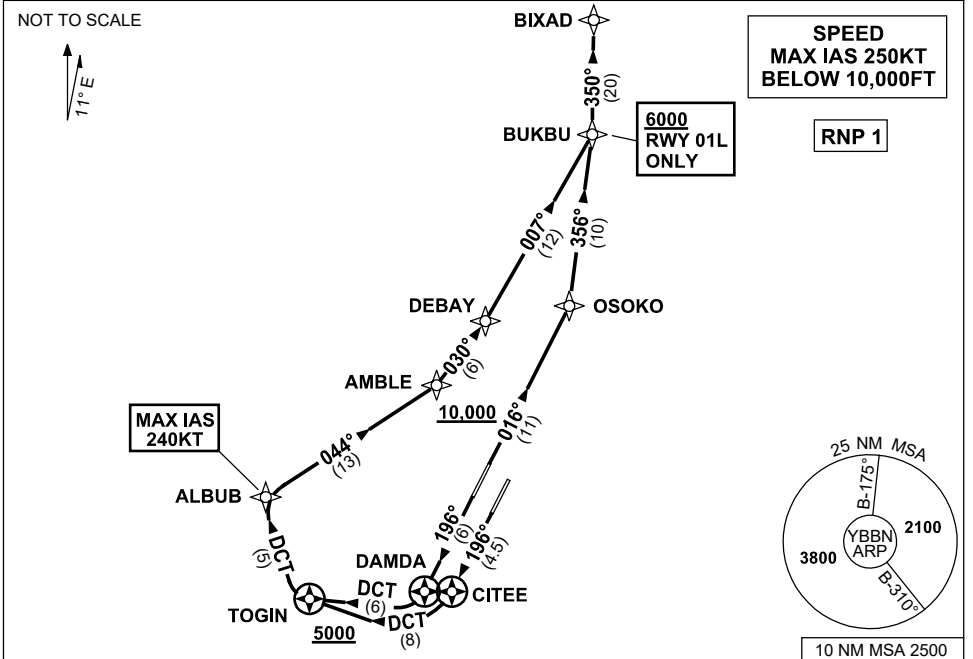 NOT TO SCALE
11° E
BIXAD
SPEED
MAX IAS 250KT
BELOW 10,000FT
350°
(20)
BUKBU
6000
RWY 01L
ONLY
RNP 1
007°
(12)
356°
(10)
DEBAY
OSOKO
030°
(6)
AMBLE
10,000
016°
(11)
MAX IAS
240KT
044°
(13)
ALBUB
196°
(6)
196°
(4.5)
DCT
(5)
DAMDA
DCT
(6)
CITEE
TOGIN
DCT
(8)
5000
25 NM MSA
B-175°
YBBN
ARP
2100
3800
B-310°
10 NM MSA 2500